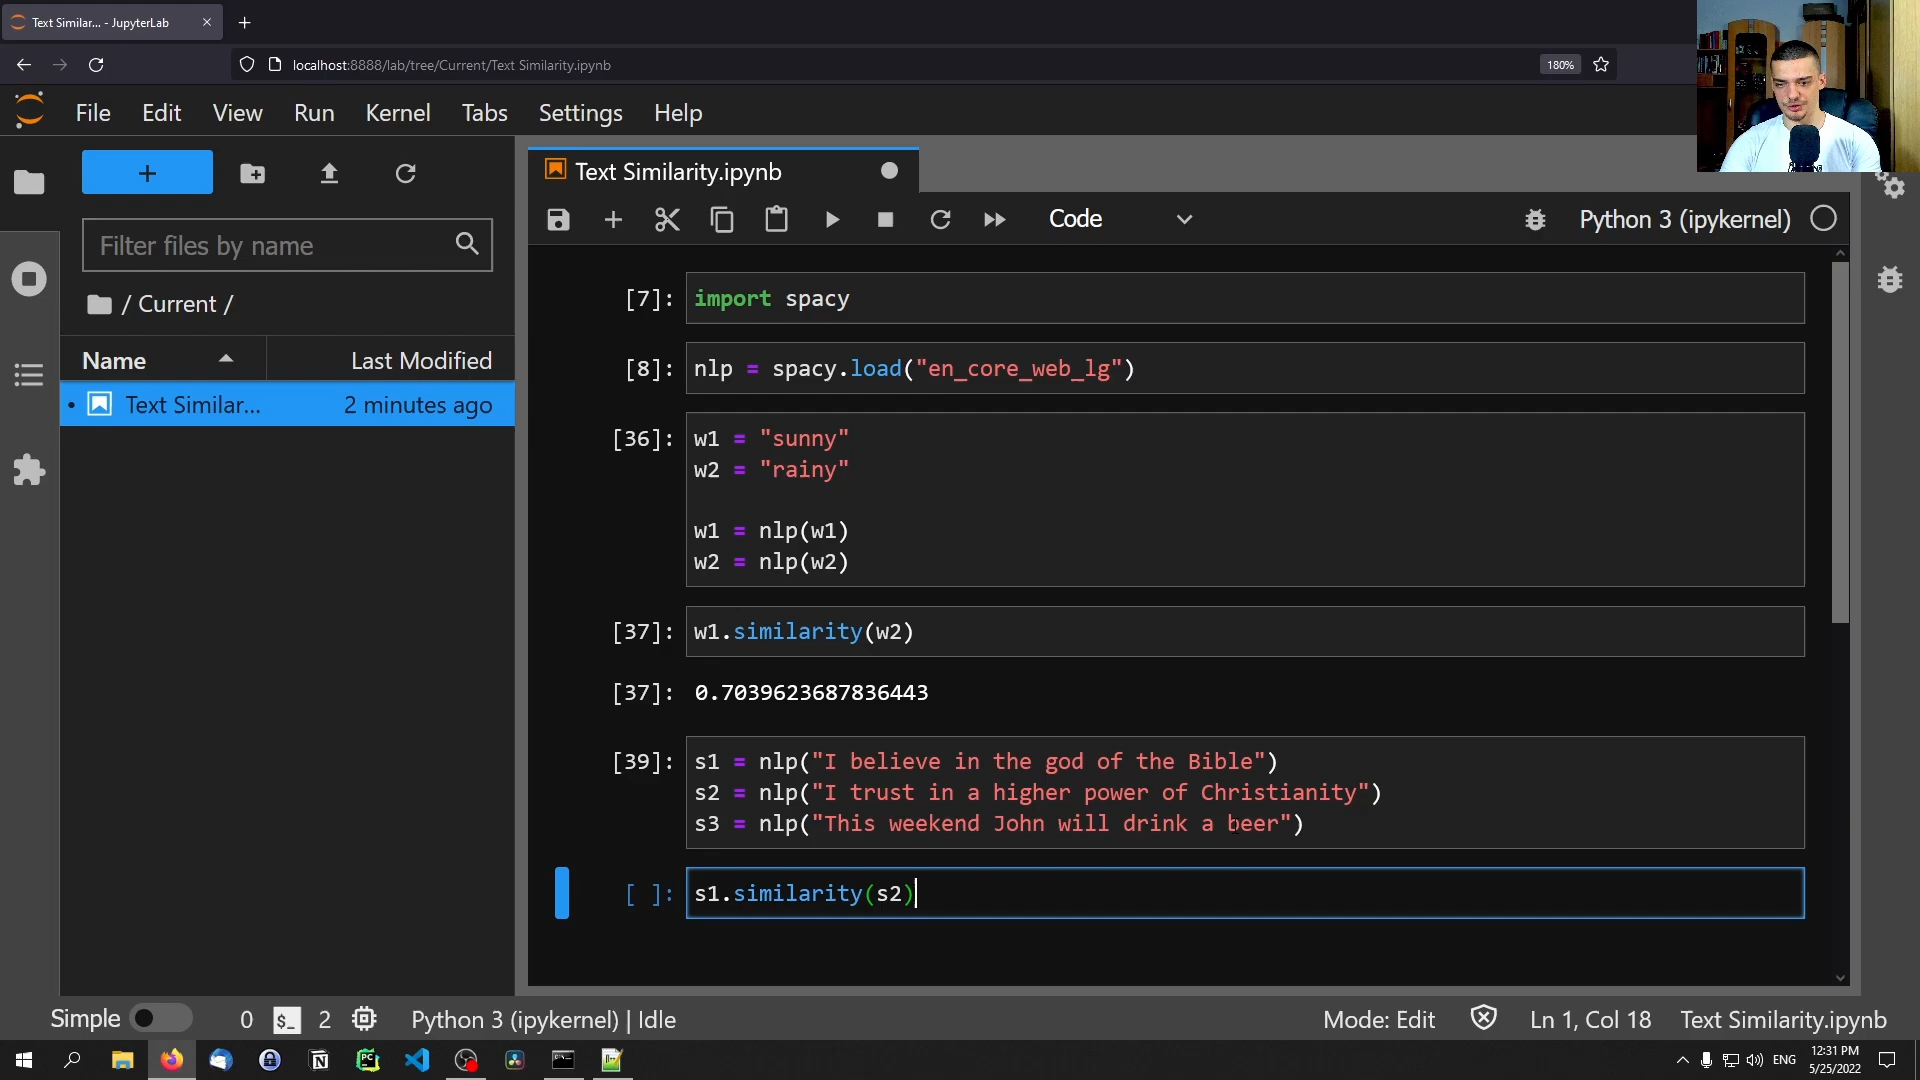 Text Similar... - JupyterLab
localhost:8888/lab/tree/Current/Text Similarity.ipynb
180%
File Edit View Run Kernel Tabs Settings Help
Text Similarity.ipynb
Code
Python 3 (ipykernel)
Filter files by name
/ Current /
Name Last Modified
Text Similar... 2 minutes ago
[7]: import spacy
[8]: nlp = spacy.load("en_core_web_lg")
[36]: w1 = "sunny"
w2 = "rainy"
w1 = nlp(w1)
w2 = nlp(w2)
[37]: w1.similarity(w2)
[37]: 0.7039623687836443
[39]: s1 = nlp("I believe in the god of the Bible")
s2 = nlp("I trust in a higher power of Christianity")
s3 = nlp("This weekend John will drink a beer")
[ ]: s1.similarity(s2)
Simple 0 $_ 2 Python 3 (ipykernel) | Idle Mode: Edit Ln 1, Col 18 Text Similarity.ipynb
ENG
12:31 PM
5/25/2022